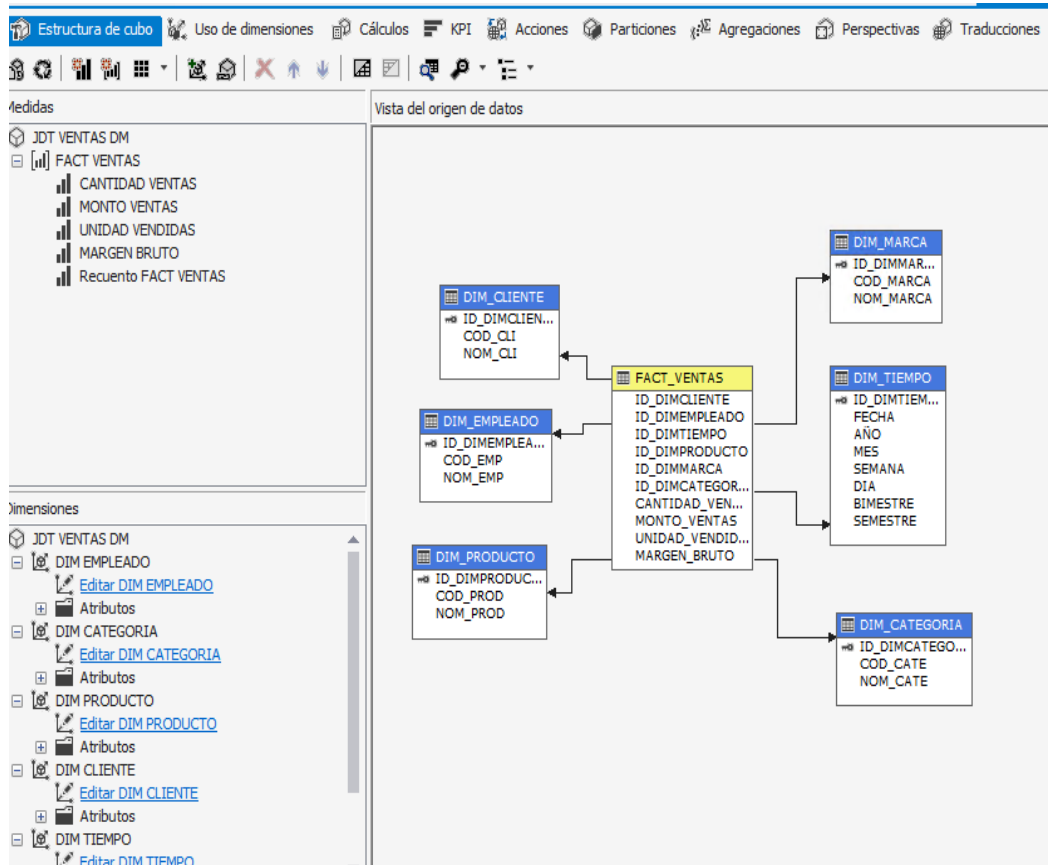 Estructura de cubo Uso de dimensiones Cálculos KPI Acciones Particiones Agregaciones Perspectivas Traducciones
Medidas
JDT VENTAS DM
FACT VENTAS
CANTIDAD VENTAS
MONTO VENTAS
UNIDAD VENDIDAS
MARGEN BRUTO
Recuento FACT VENTAS
Dimensiones
JDT VENTAS DM
DIM EMPLEADO
Editar DIM EMPLEADO
Atributos
DIM CATEGORIA
Editar DIM CATEGORIA
Atributos
DIM PRODUCTO
Editar DIM PRODUCTO
Atributos
DIM CLIENTE
Editar DIM CLIENTE
Atributos
DIM TIEMPO
Editar DIM TIEMPO
Vista del origen de datos
DIM_CLIENTE
ID_DIMCLIEN...
COD_CLI
NOM_CLI
DIM_EMPLEADO
ID_DIMEMPLEA...
COD_EMP
NOM_EMP
DIM_PRODUCTO
ID_DIMPRODUC...
COD_PROD
NOM_PROD
FACT_VENTAS
ID_DIMCLIENTE
ID_DIMEMPLEADO
ID_DIMTIEMPO
ID_DIMPRODUCTO
ID_DIMMARCA
ID_DIMCATEGOR...
CANTIDAD_VEN...
MONTO_VENTAS
UNIDAD_VENDID...
MARGEN_BRUTO
DIM_MARCA
ID_DIMMAR...
COD_MARCA
NOM_MARCA
DIM_TIEMPO
ID_DIMTIEM...
FECHA
AÑO
MES
SEMANA
DIA
BIMESTRE
SEMESTRE
DIM_CATEGORIA
ID_DIMCATEGO...
COD_CATE
NOM_CATE